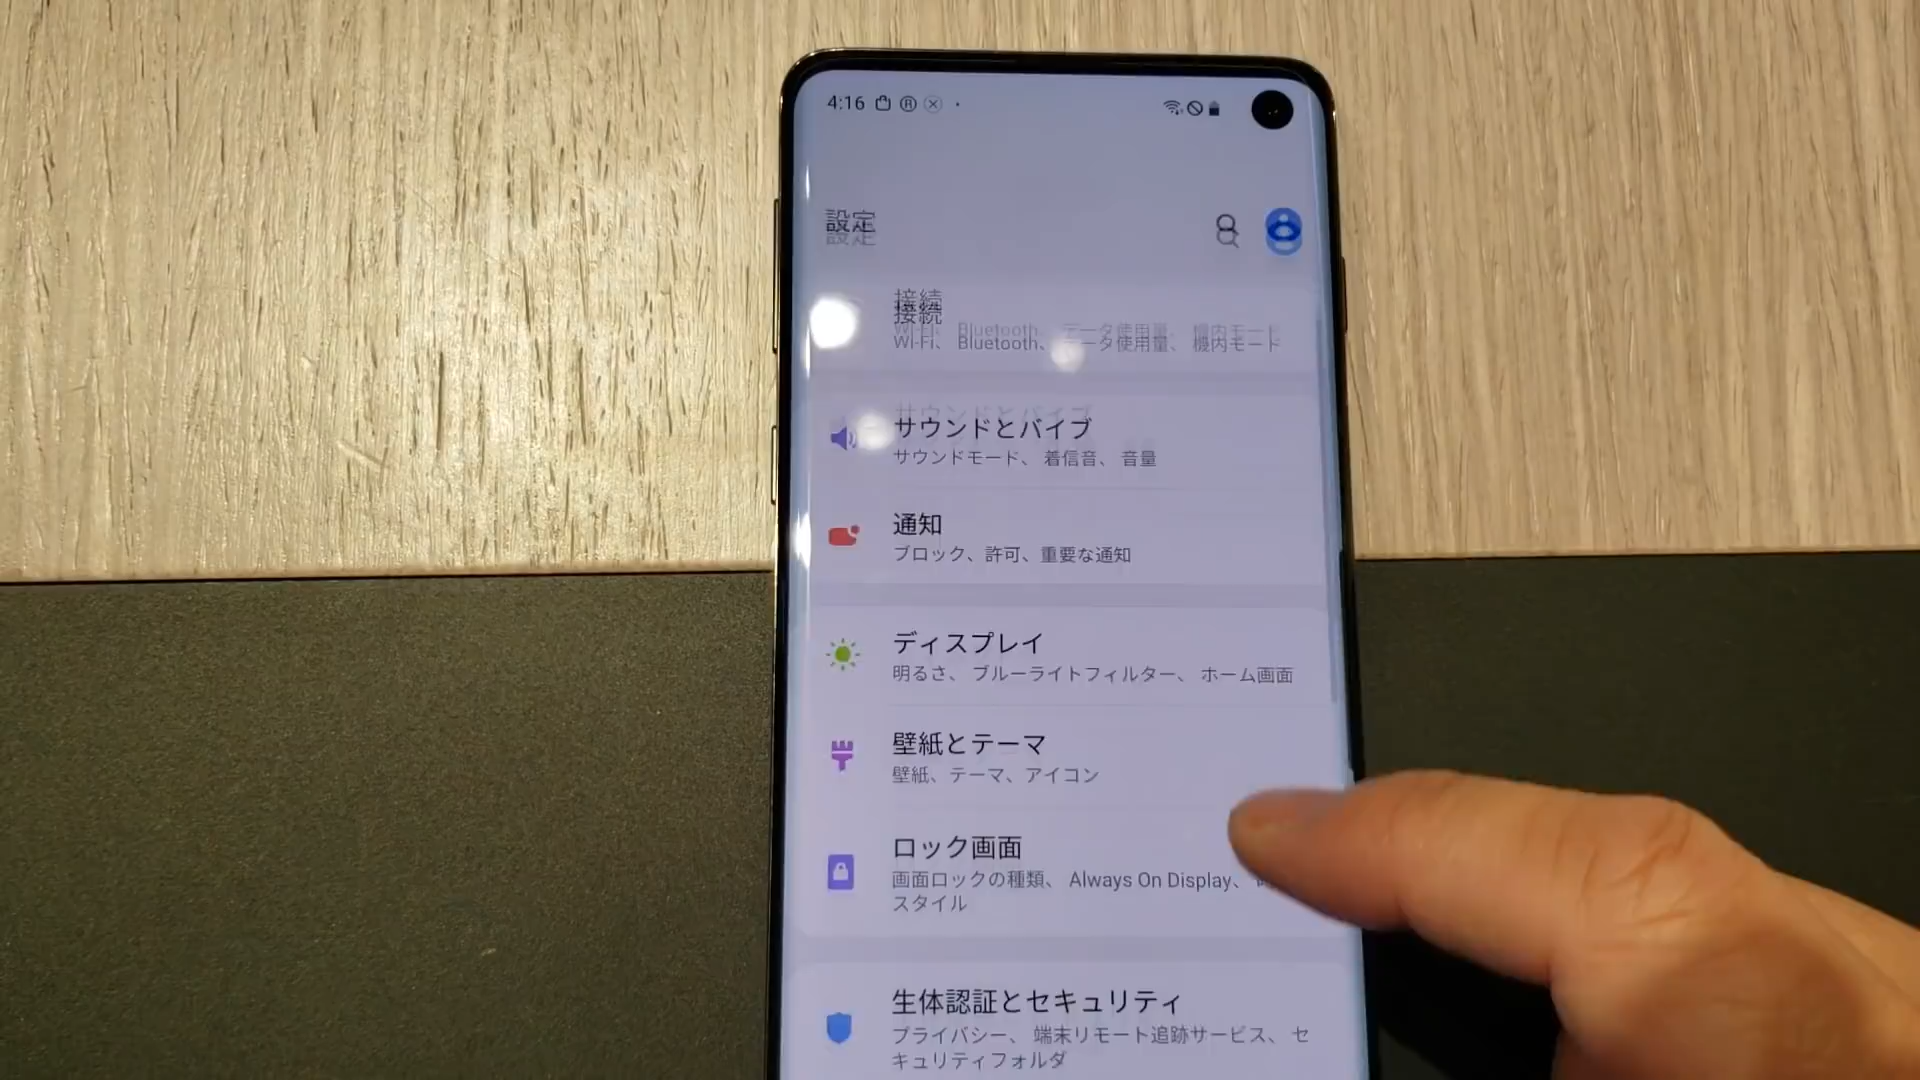 4:16
設定
接続
Wi-Fi、 Bluetooth、 データ使用量、 機内モード
サウンドとバイブ
サウンドモード、 着信音、 音量
通知
ブロック、許可、重要な通知
ディスプレイ
明るさ、 ブルーライトフィルター、 ホーム画面
壁紙とテーマ
壁紙、テーマ、アイコン
ロック画面
画面ロックの種類、 Always On Display、
スタイル
生体認証とセキュリティ
プライバシー、 端末リモート追跡サービス、 セ
キュリティフォルダ